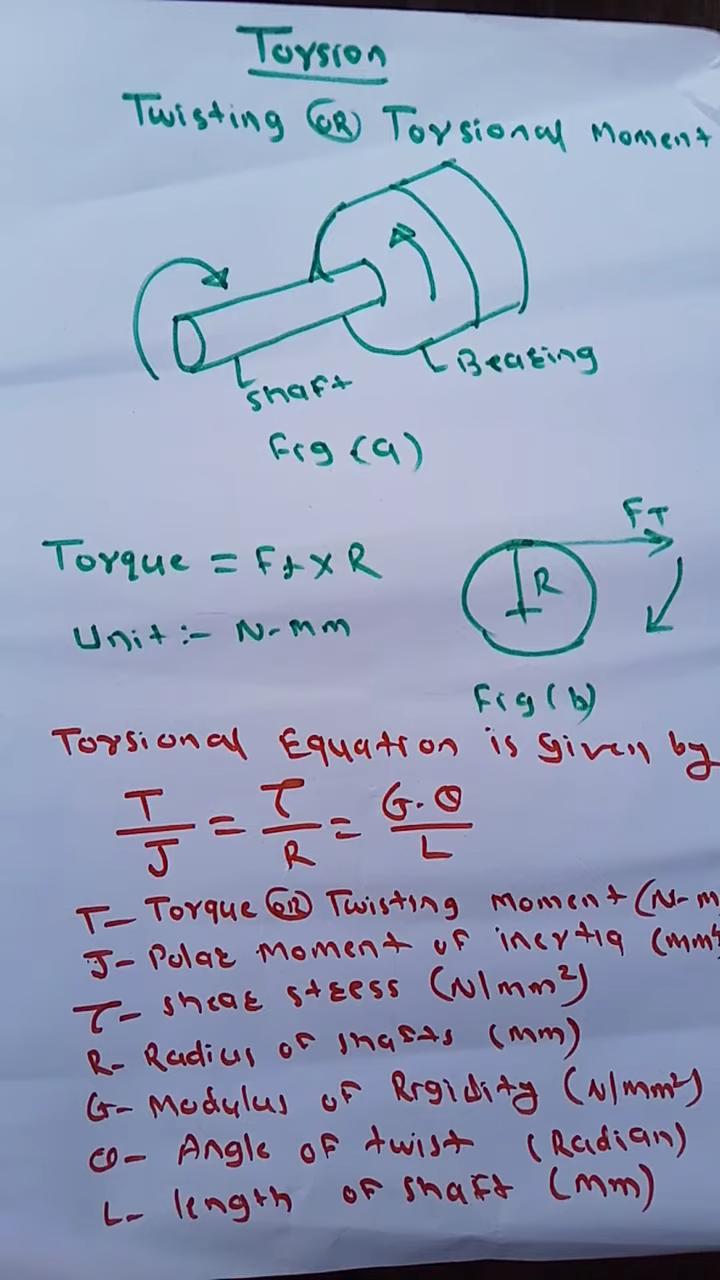 Torsion
Twisting OR Torsional Moment
Shaft
Bearing
Fig (a)
FT
Torque = Ft × R
R
Unit :- N-mm
Fig (b)
Torsional Equation is given by
T/J = τ/R = G.θ/L
T- Torque OR Twisting Moment (N-m
J- Polar Moment of inertia (mm⁴
τ- shear stress (N/mm²)
R- Radius of shafts (mm)
G- Modulus of Rigidity (N/mm²)
θ- Angle of twist (Radian)
L- length of shaft (mm)